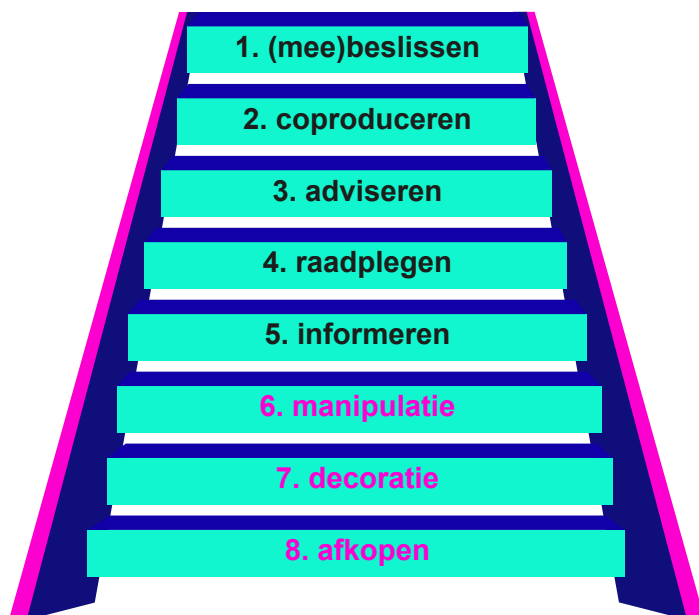 1. (mee)beslissen
2. coproduceren
3. adviseren
4. raadplegen
5. informeren
6. manipulatie
7. decoratie
8. afkopen